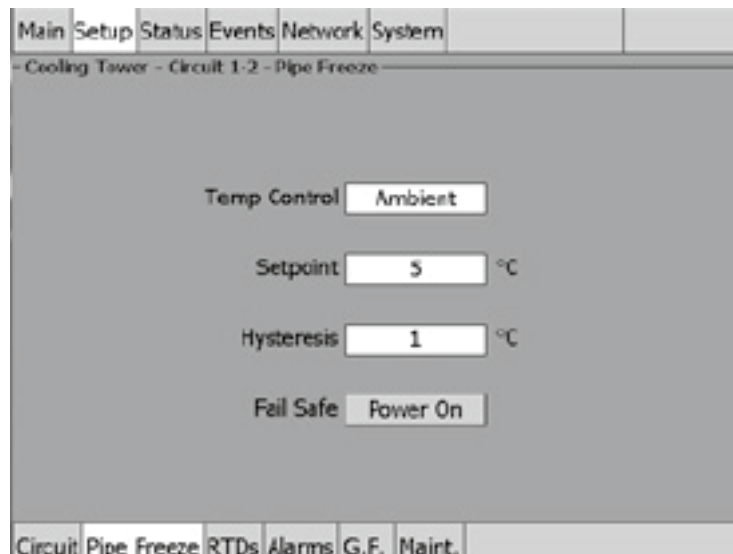 Main Setup Status Events Network System
Cooling Tower - Circuit 1-2 - Pipe Freeze
Temp Control Ambient
Setpoint 5 °C
Hysteresis 1 °C
Fail Safe Power On
Circuit Pipe Freeze RTDs Alarms G.F. Maint.